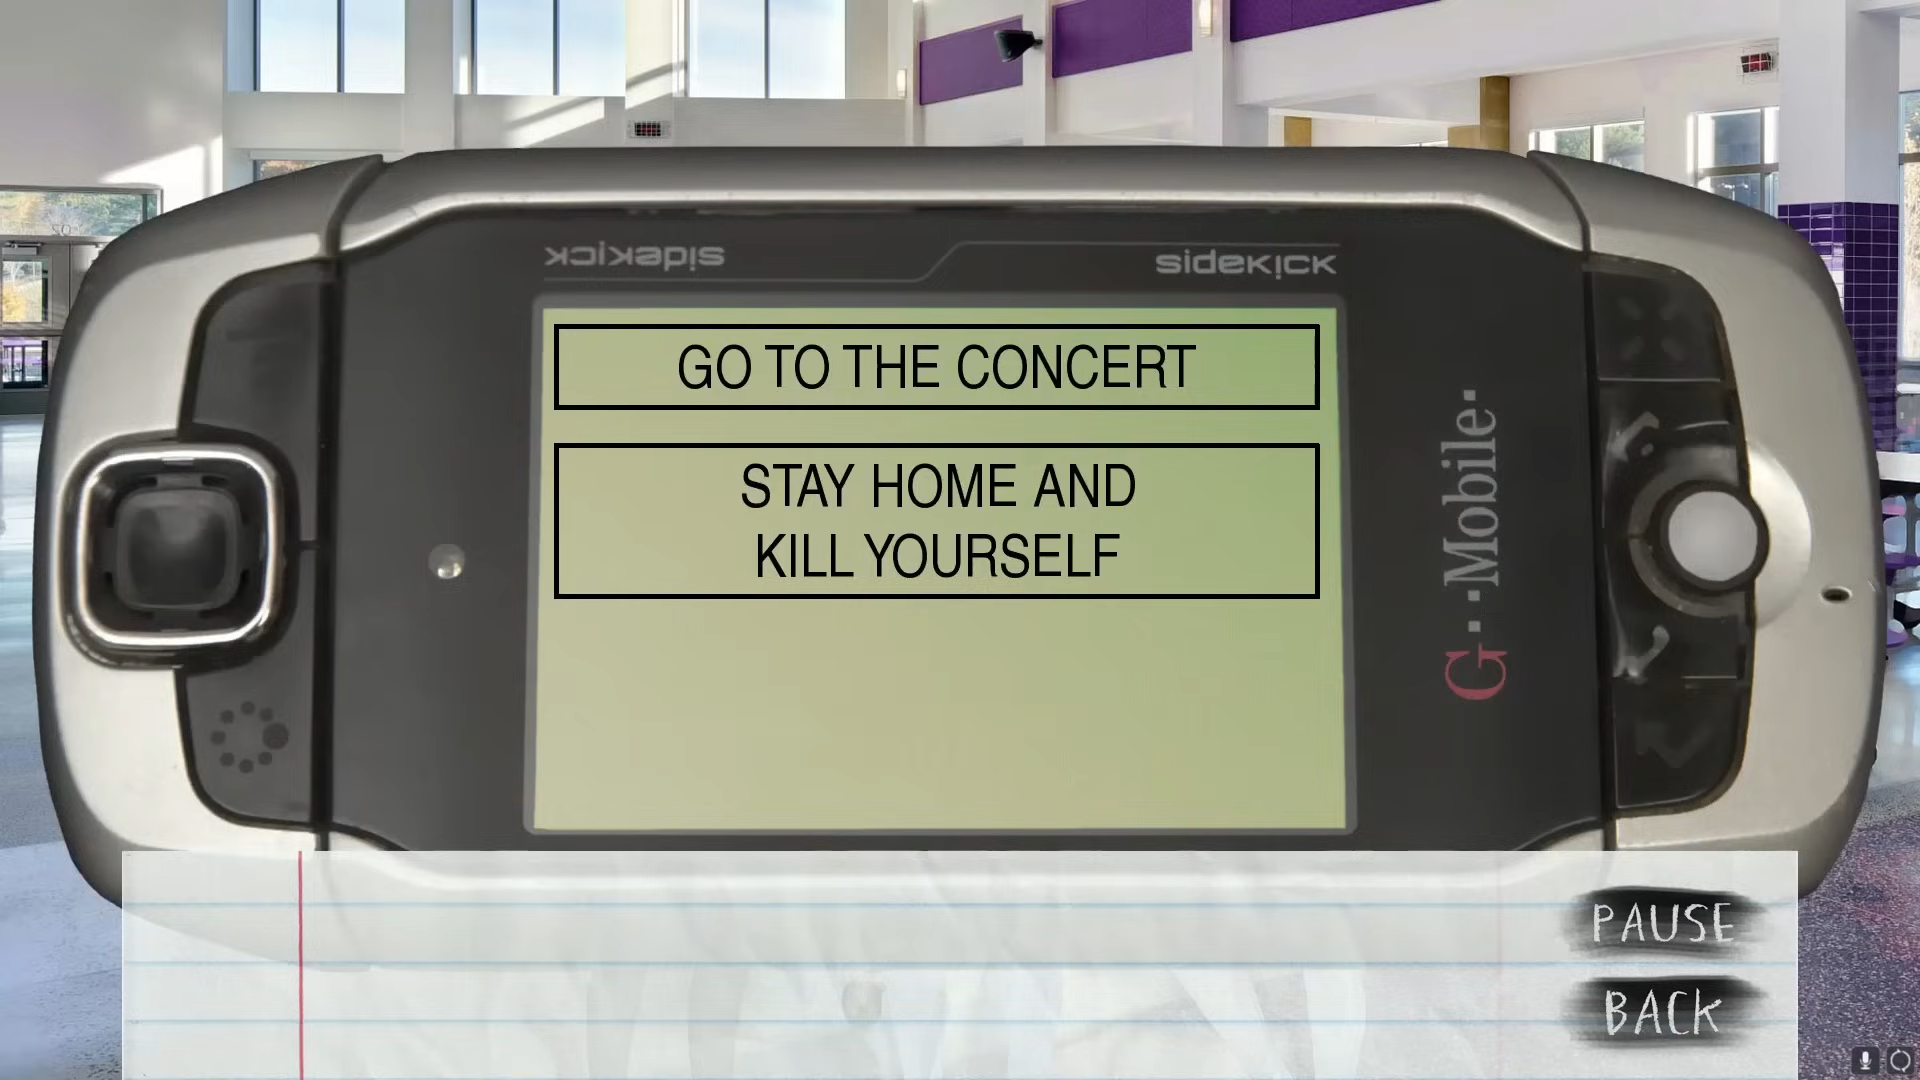 sidekick
sidekick
GO TO THE CONCERT
STAY HOME AND
KILL YOURSELF
G··Mobile·
PAUSE
BACK